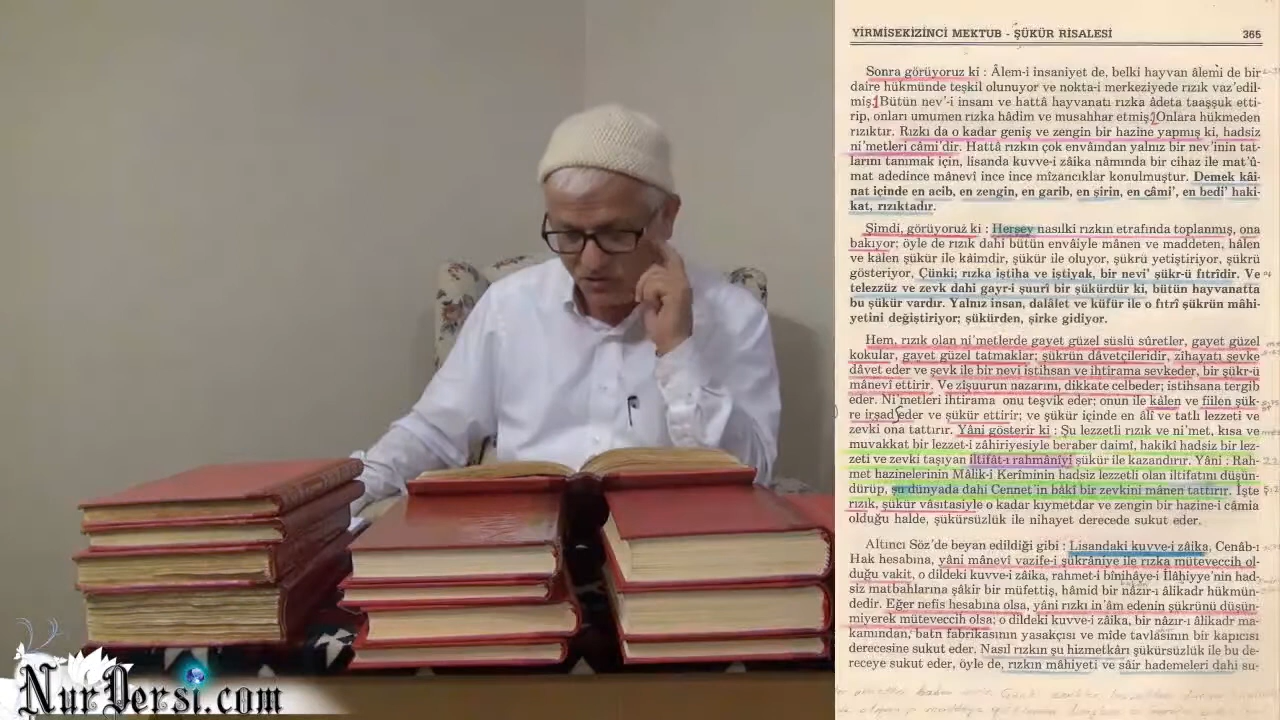 YİRMİSEKİZİNCİ MEKTUB - ŞÜKÜR RİSALESİ 365
Sonra görüyoruz ki : Âlem-i insaniyet de, belki hayvan âlemi de bir
daire hükmünde teşkil olunuyor ve nokta-i merkeziyede rızık vaz'edil-
miş. Bütün nev'-i insanı ve hattâ hayvanatı rızka âdeta taaşşuk etti-
rip, onları umumen rızka hâdim ve musahhar etmiş. Onlara hükmeden
rızıktır. Rızkı da o kadar geniş ve zengin bir hazine yapmış ki, hadsiz
ni'metleri câmi'dir. Hattâ rızkın çok envâından yalnız bir nev'inin tat-
larını tanımak için, lisanda kuvve-i zâika nâmında bir cihaz ile mat'û-
mat adedince mânevî ince ince mîzancıklar konulmuştur. Demek kâi-
nat içinde en acib, en zengin, en garib, en şirin, en câmi', en bedi' haki-
kat, rızıktadır.
Şimdi, görüyoruz ki : Herşey nasılki rızkın etrafında toplanmış, ona
bakıyor; öyle de rızık dahi bütün envâiyle mânen ve maddeten, hâlen
ve kàlen şükür ile kâimdir, şükür ile oluyor, şükrü yetiştiriyor, şükrü
gösteriyor. Çünki; rızka iştiha ve iştiyak, bir nevi' şükr-ü fıtrîdir. Ve
telezzüz ve zevk dahi gayr-i şuurî bir şükürdür ki, bütün hayvanatta
bu şükür vardır. Yalnız insan, dalâlet ve küfür ile o fıtrî şükrün mâhi-
yetini değiştiriyor; şükürden, şirke gidiyor.
Hem, rızık olan ni'metlerde gayet güzel süslü sûretler, gayet güzel
kokular, gayet güzel tatmaklar; şükrün dâvetçileridir, zihayatı şevke
dâvet eder ve şevk ile bir nevi istihsan ve ihtirama sevkeder, bir şükr-ü
mânevî ettirir. Ve zîşuurun nazarını, dikkate celbeder; istihsana tergib
eder. Ni'metleri ihtirama onu teşvik eder; onun ile kàlen ve fiilen şük-
re irşad eder ve şükür ettirir; ve şükür içinde en âlî ve tatlı lezzeti ve
zevki ona tattırır. Yâni gösterir ki : Şu lezzetli rızık ve ni'met, kısa ve
muvakkat bir lezzet-i zâhiriyesiyle beraber daimî, hakikî hadsiz bir lez-
zeti ve zevki taşıyan iltifât-ı rahmânîyi şükür ile kazandırır. Yâni : Rah-
met hazinelerinin Mâlik-i Kerîminin hadsiz lezzetli olan iltifatını düşün-
dürüp, şu dünyada dahi Cennet'in bâki bir zevkini mânen tattırır. İşte
rızık, şükür vâsıtasiyle o kadar kıymetdar ve zengin bir hazine-i câmia
olduğu halde, şükürsüzlük ile nihayet derecede sukut eder.
Altıncı Söz'de beyan edildiği gibi : Lisandaki kuvve-i zâika, Cenâb-ı
Hak hesabına, yâni mânevî vazife-i şükrâniye ile rızka müteveccih ol-
duğu vakit, o dildeki kuvve-i zâika, rahmet-i bînihâye-i İlâhiyye'nin had-
siz matbahlarına şâkir bir müfettiş, hâmid bir nâzır-ı âlîkadr hükmün-
dedir. Eğer nefis hesabına olsa, yâni rızkı in'âm edenin şükrünü düşün-
miyerek müteveccih olsa; o dildeki kuvve-i zâika, bir nâzır-ı âlîkadr ma-
kamından, batn fabrikasının yasakçısı ve mide tavlasının bir kapıcısı
derecesine sukut eder. Nasıl rızkın şu hizmetkârı şükürsüzlük ile bu de-
receye sukut eder, öyle de, rızkın mâhiyeti ve sâir hademeleri dahi su-
NurDersi.com